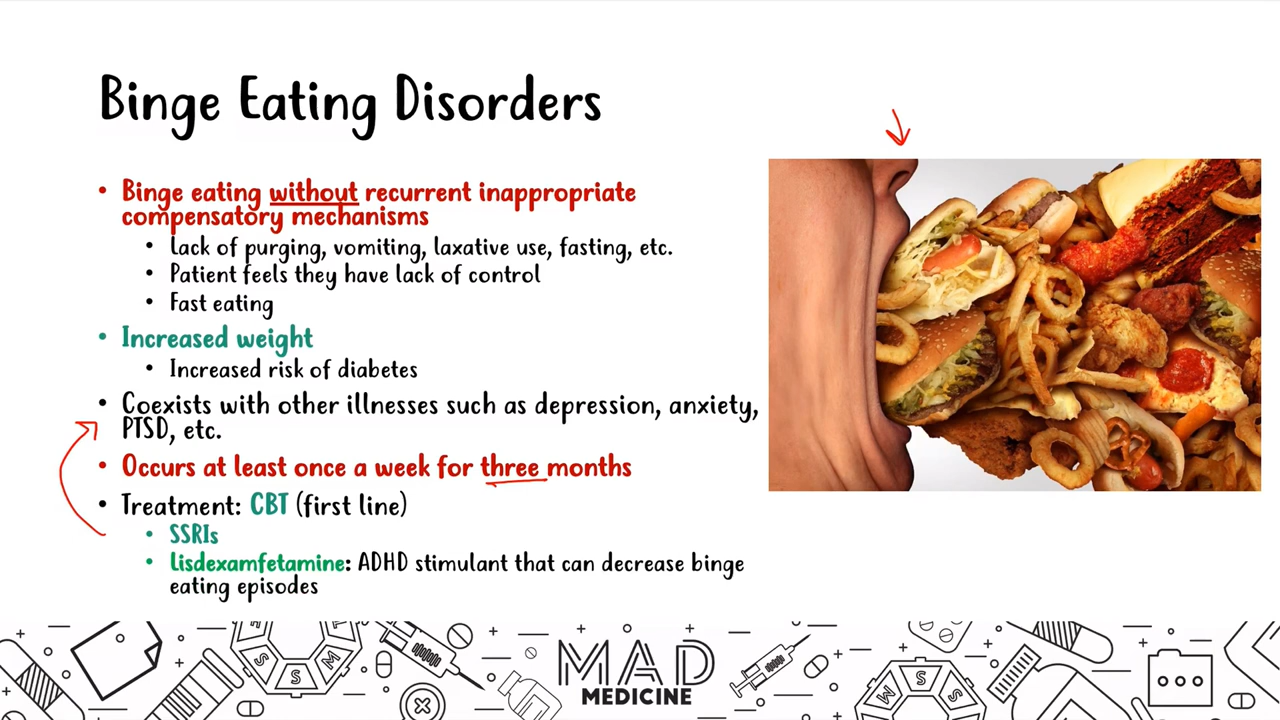 Binge Eating Disorders
• Binge eating without recurrent inappropriate
compensatory mechanisms
• Lack of purging, vomiting, laxative use, fasting, etc.
• Patient feels they have lack of control
• Fast eating
• Increased weight
• Increased risk of diabetes
• Coexists with other illnesses such as depression, anxiety,
PTSD, etc.
• Occurs at least once a week for three months
• Treatment: CBT (first line)
• SSRIs
• Lisdexamfetamine: ADHD stimulant that can decrease binge
eating episodes
MAD
MEDICINE